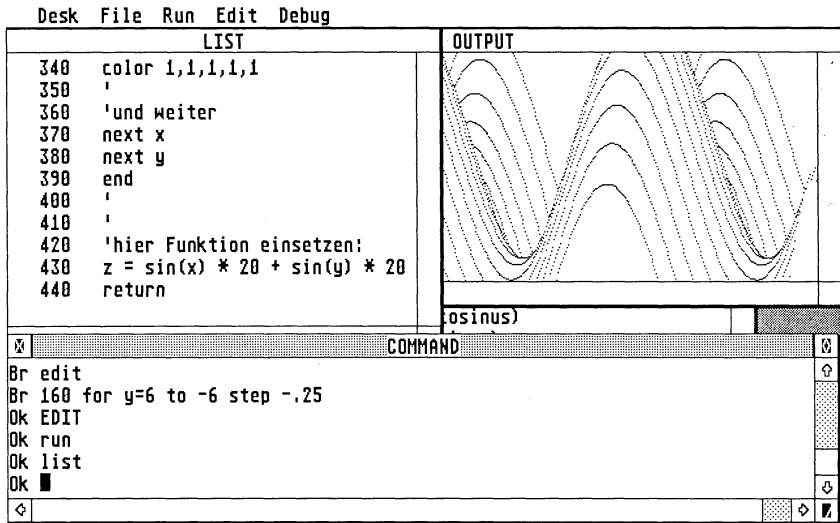 Desk File Run Edit Debug
LIST
340 color 1,1,1,1,1
350 '
360 'und weiter
370 next x
380 next y
390 end
400 '
410 '
420 'hier Funktion einsetzen:
430 z = sin(x) * 20 + sin(y) * 20
440 return
OUTPUT
osinus)
COMMAND
Br edit
Br 160 for y=6 to -6 step -.25
Ok EDIT
Ok run
Ok list
Ok